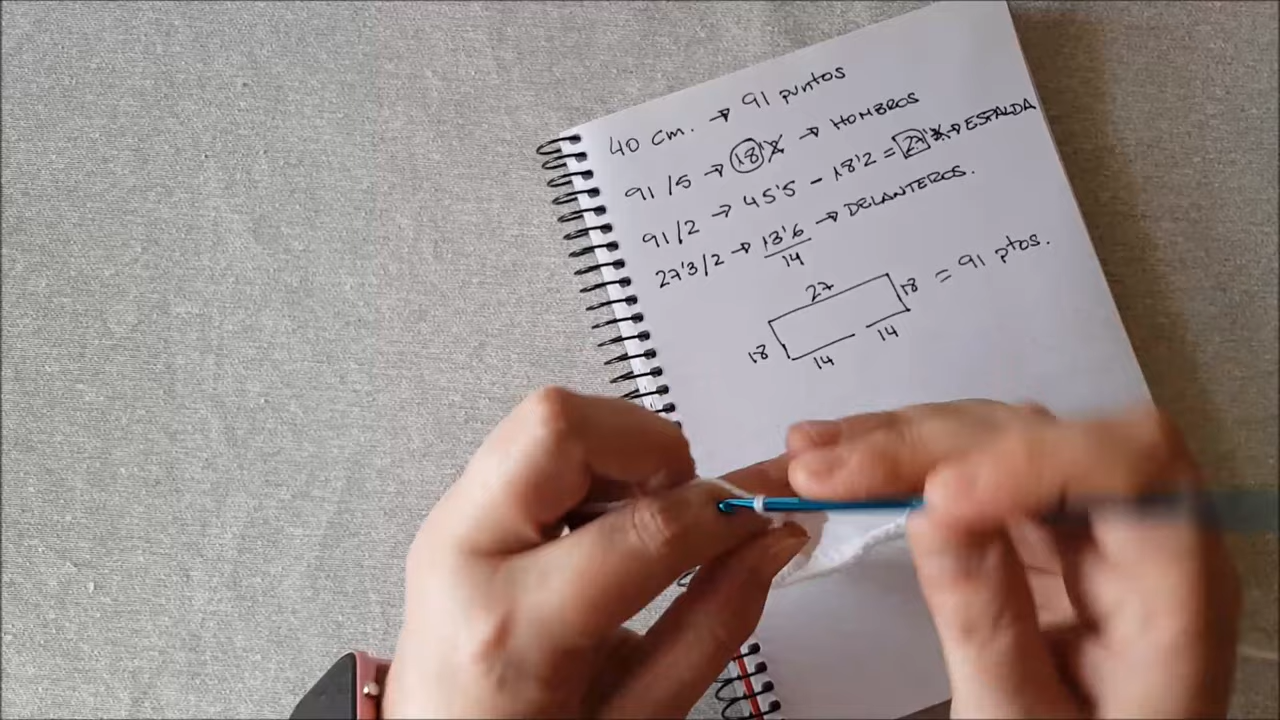 40 cm. → 91 puntos
91/5 → 18'2 → HOMBROS
91/2 → 45'5 - 18'2 = 27'3 → ESPALDA
27'3/2 → 13'6 → DELANTEROS.
14
27
18
18
14
14
= 91 ptos.